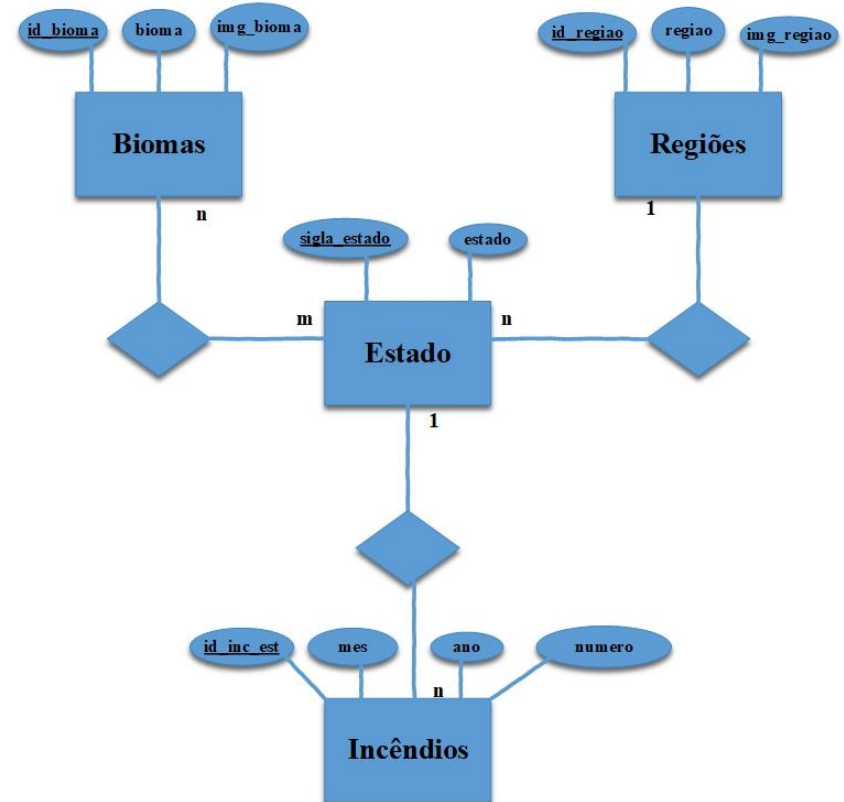 id_bioma
bioma
img_bioma
id_regiao
regiao
img_regiao
Biomas
Regiões
n
1
sigla_estado
estado
m
n
Estado
1
id_inc_est
mes
ano
numero
n
Incêndios